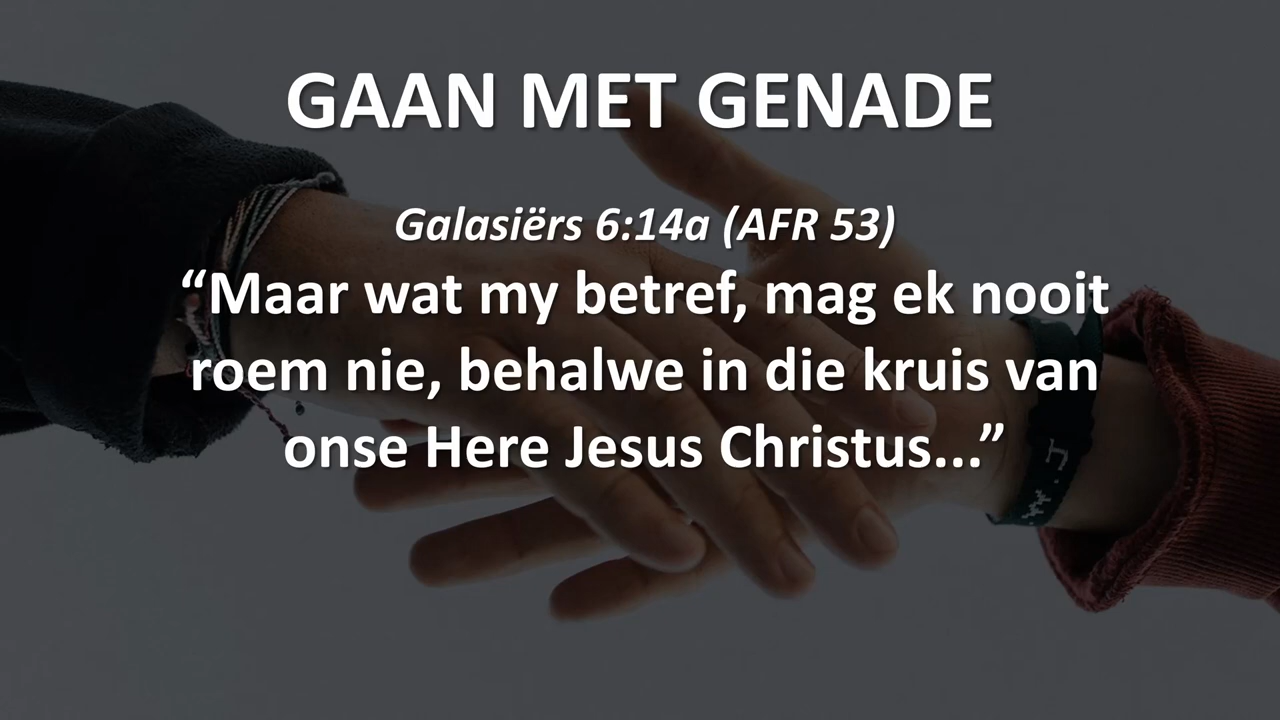 GAAN MET GENADE
Galasiërs 6:14a (AFR 53)
“Maar wat my betref, mag ek nooit
roem nie, behalwe in die kruis van
onse Here Jesus Christus...”